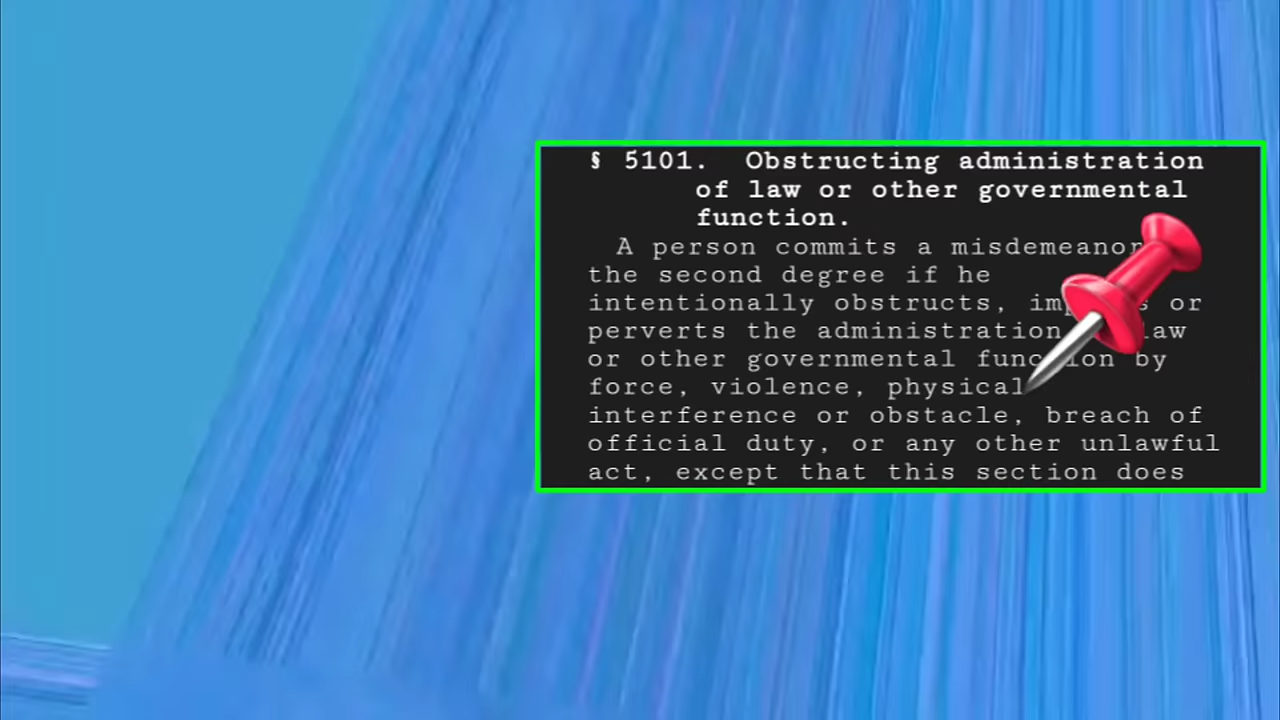 § 5101. Obstructing administration
of law or other governmental
function.
A person commits a misdemeanor
the second degree if he
intentionally obstructs, or
perverts the administration law
or other governmental function by
force, violence, physical
interference or obstacle, breach of
official duty, or any other unlawful
act, except that this section does